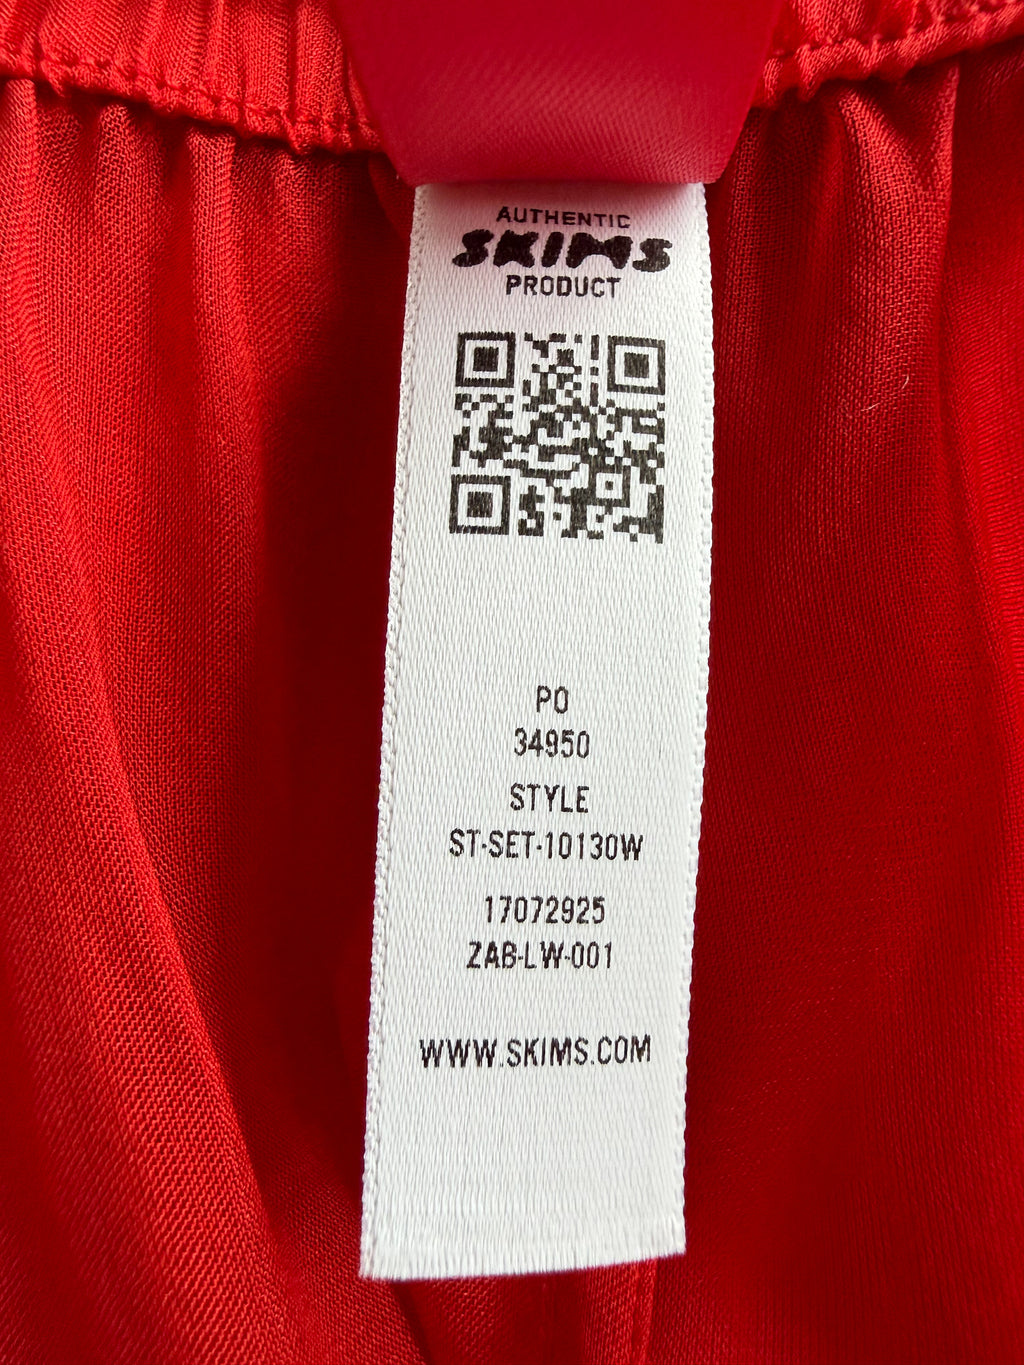 AUTHENTIC
SKIMS
PRODUCT
PO
34950
STYLE
ST-SET-10130W
17072925
ZAB-LW-001
WWW.SKIMS.COM